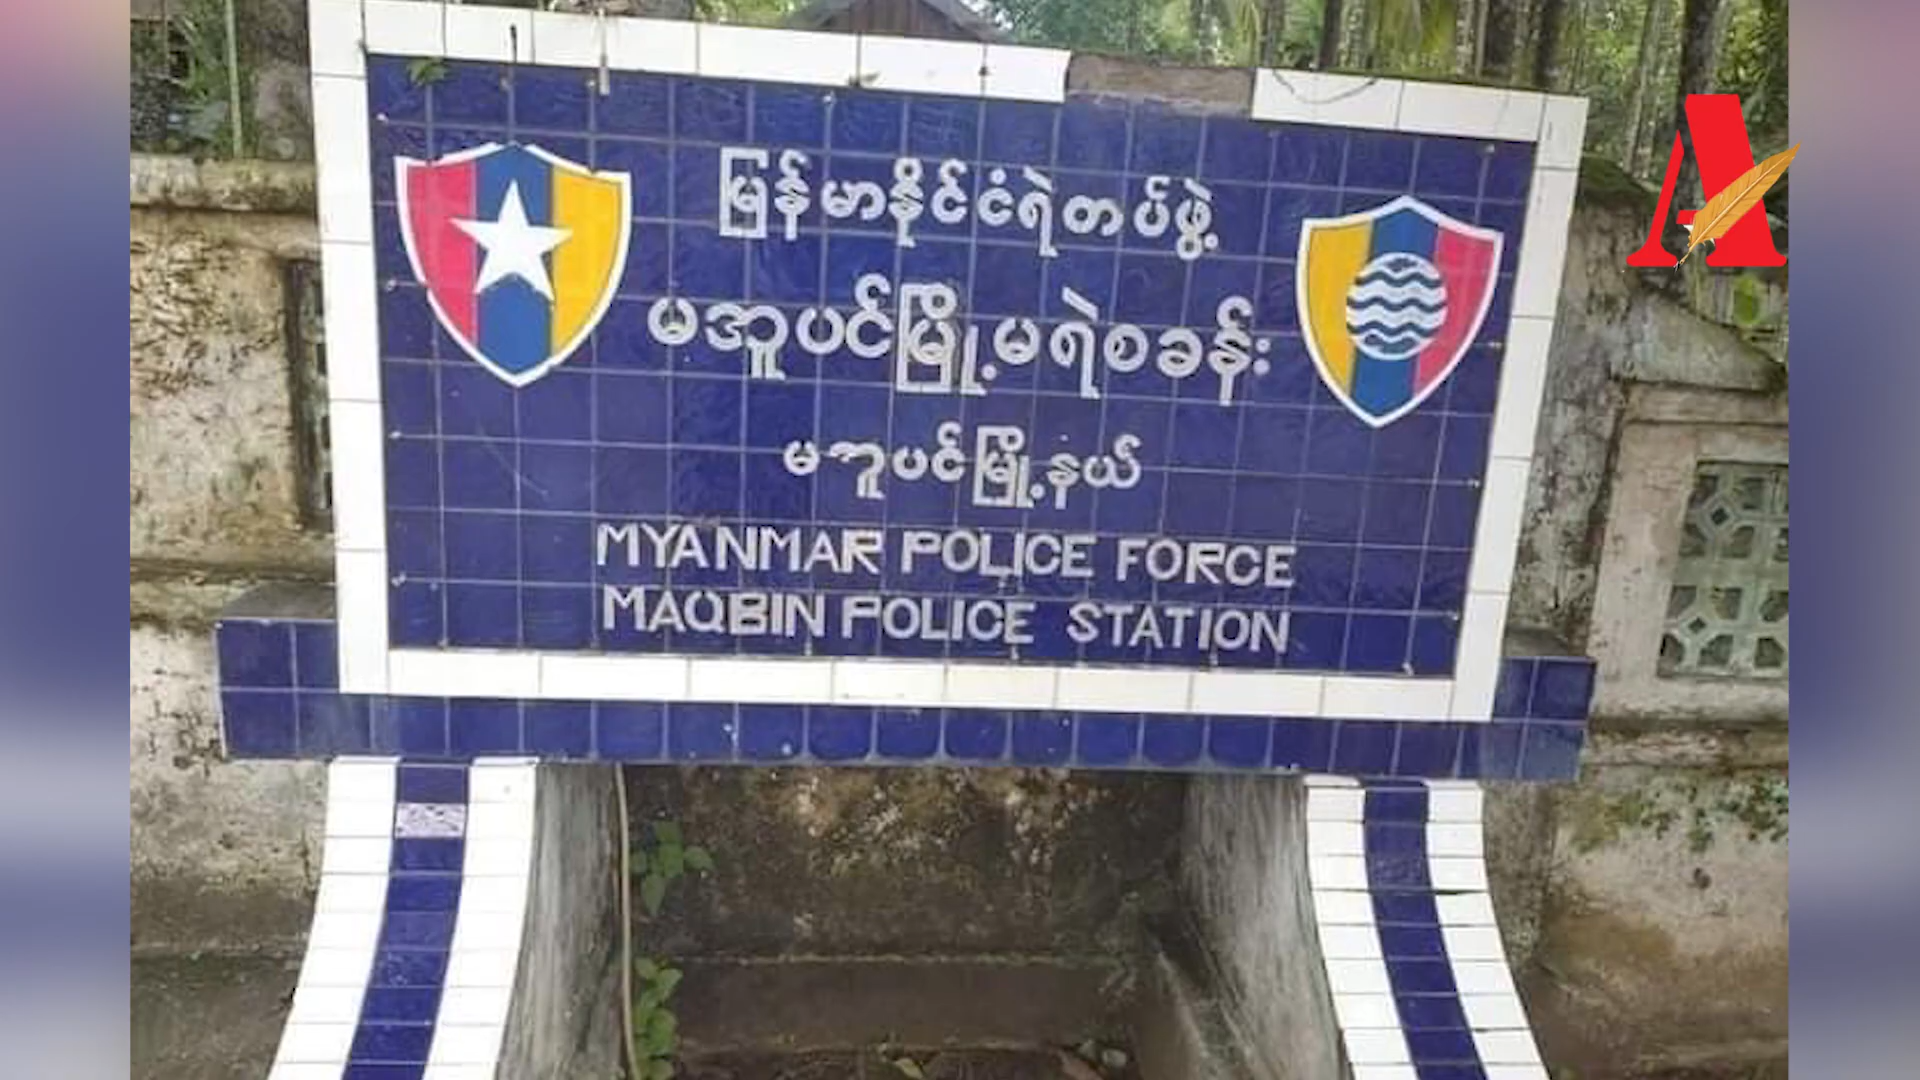 မြန်မာနိုင်ငံရဲတပ်ဖွဲ့
မအူပင်မြို့မရဲစခန်း
မအူပင်မြို့နယ်
MYANMAR POLICE FORCE
MAQBIN POLICE STATION